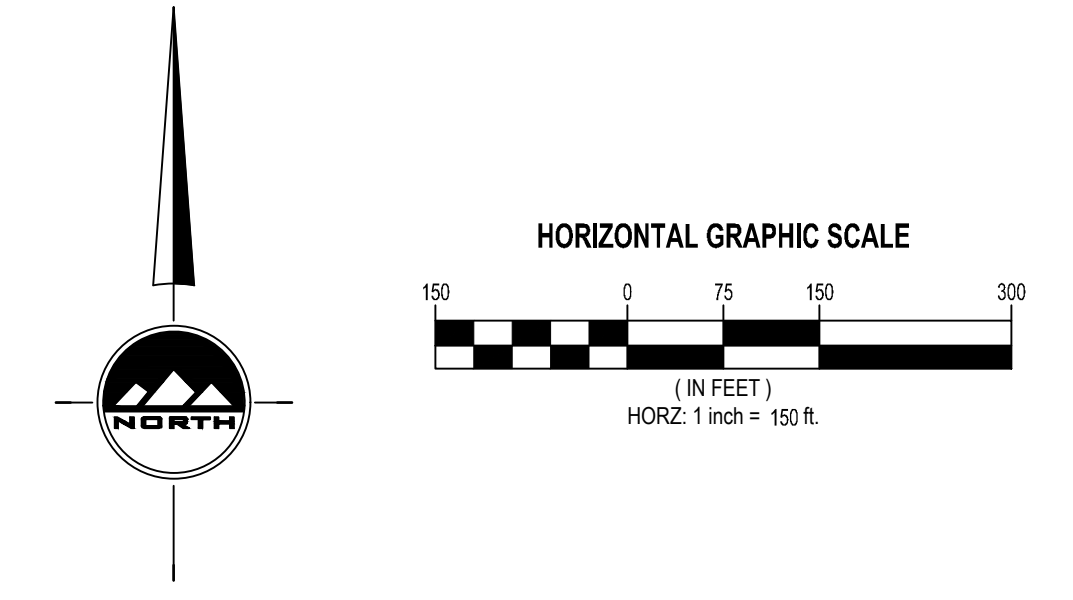 NORTH
HORIZONTAL GRAPHIC SCALE
150 0 75 150 300
( IN FEET )
HORZ: 1 inch = 150 ft.